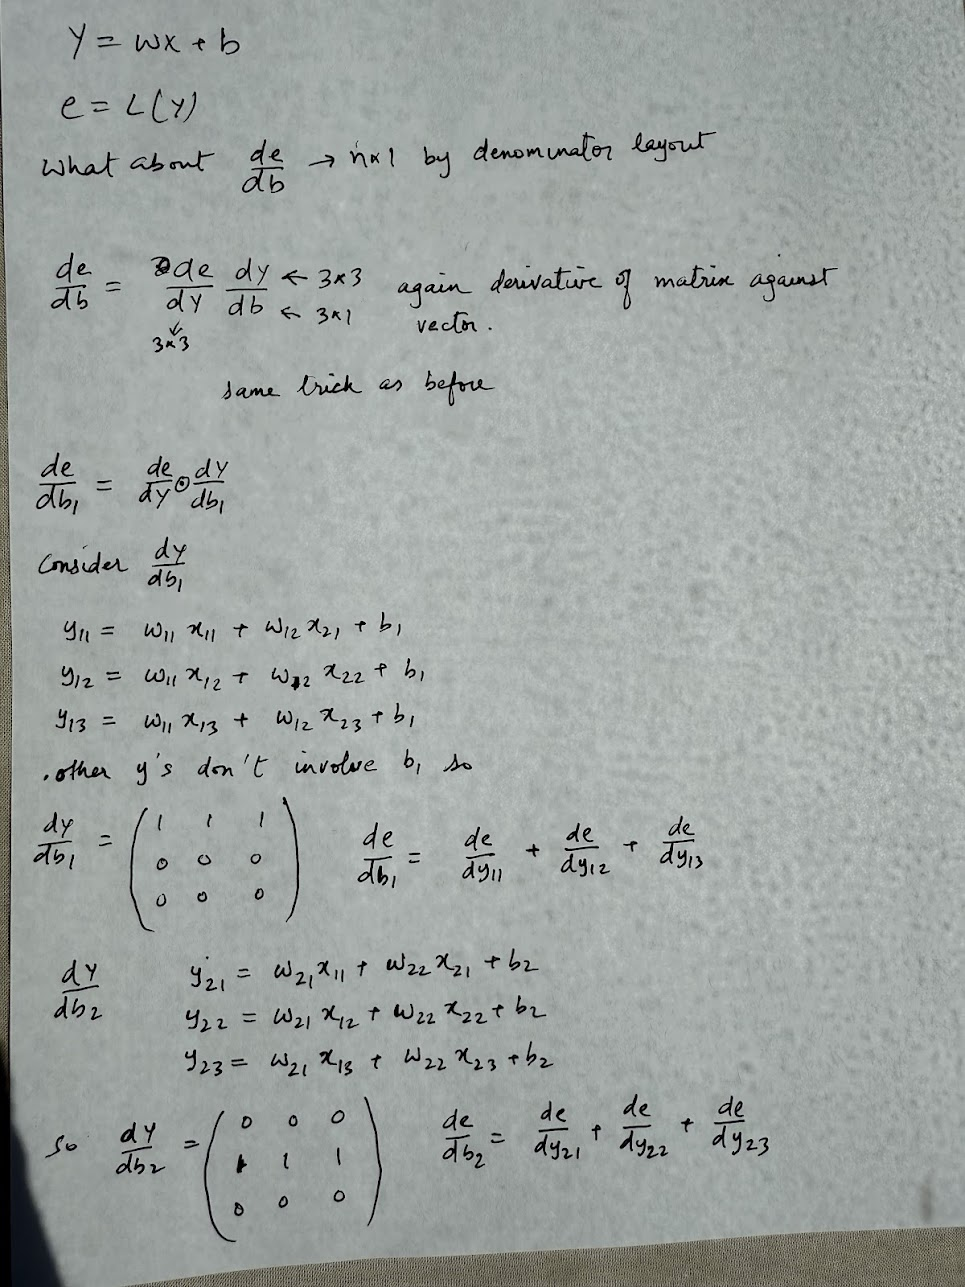 Y = wx + b
e = L(Y)
What about de/db → n×1 by denominator layout
de/db = de/dY dY/db ← 3×3 again derivative of matrix against
← 3×1 vector.
↓
3×3
same trick as before
de/db₁ = de/dY ⊙ dY/db₁
Consider dY/db₁
y₁₁ = w₁₁ x₁₁ + w₁₂ x₂₁ + b₁
y₁₂ = w₁₁ x₁₂ + w₁₂ x₂₂ + b₁
y₁₃ = w₁₁ x₁₃ + w₁₂ x₂₃ + b₁
. other y's don't involve b₁ so
dY/db₁ = ( 1 1 1
0 0 0
0 0 0 ) de/db₁ = de/dy₁₁ + de/dy₁₂ + de/dy₁₃
dY/db₂ y₂₁ = w₂₁ x₁₁ + w₂₂ x₂₁ + b₂
y₂₂ = w₂₁ x₁₂ + w₂₂ x₂₂ + b₂
y₂₃ = w₂₁ x₁₃ + w₂₂ x₂₃ + b₂
So dY/db₂ = ( 0 0 0
1 1 1
0 0 0 ) de/db₂ = de/dy₂₁ + de/dy₂₂ + de/dy₂₃